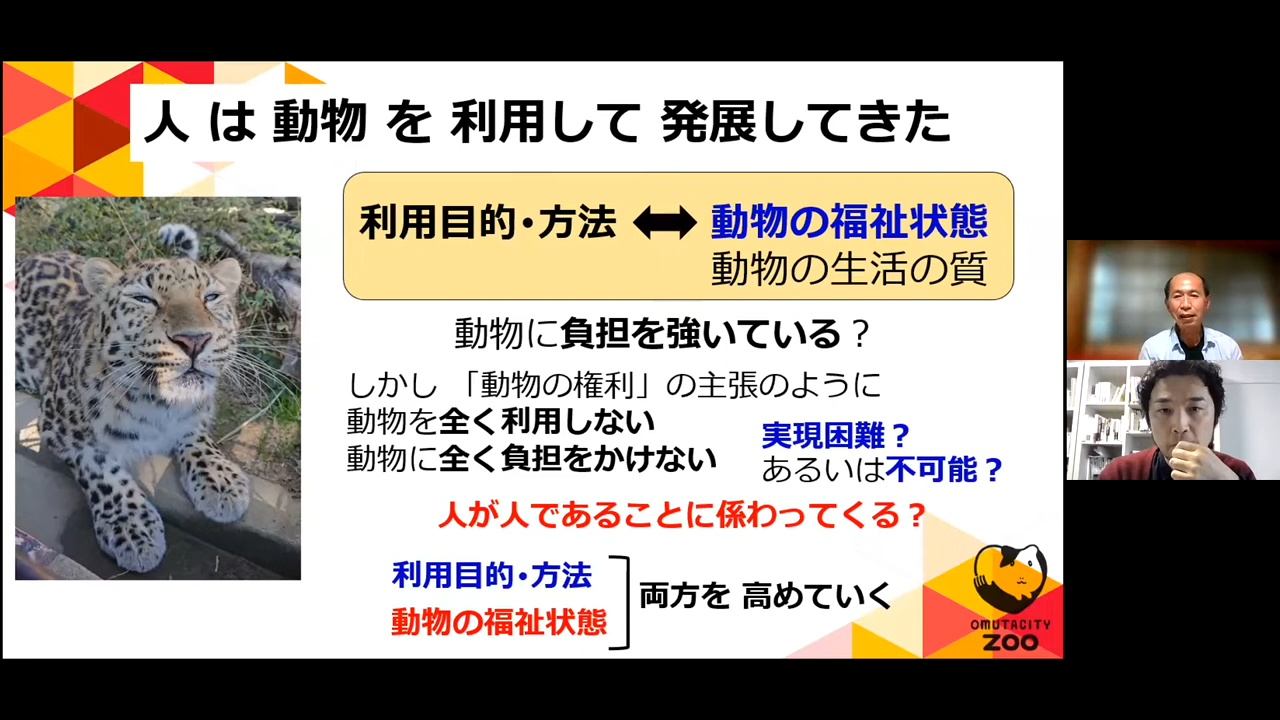 人 は 動物 を 利用して 発展してきた
利用目的・方法 ⬌ 動物の福祉状態
動物の生活の質
動物に負担を強いている？
しかし 「動物の権利」の主張のように
動物を全く利用しない
動物に全く負担をかけない
実現困難？
あるいは不可能？
人が人であることに係わってくる？
利用目的・方法
動物の福祉状態
両方を 高めていく
OMUTACITY
ZOO